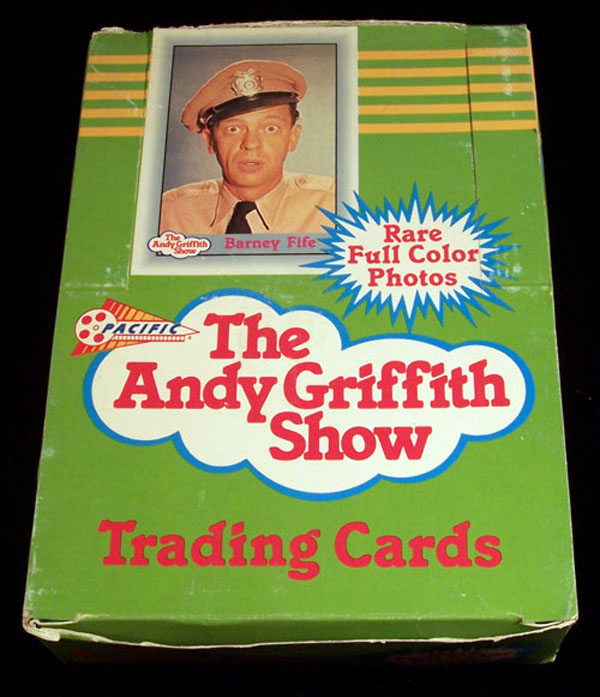 The
Andy Griffith
Show
Barney Fife
Rare
Full Color
Photos
PACIFIC
The
Andy Griffith
Show
Trading Cards